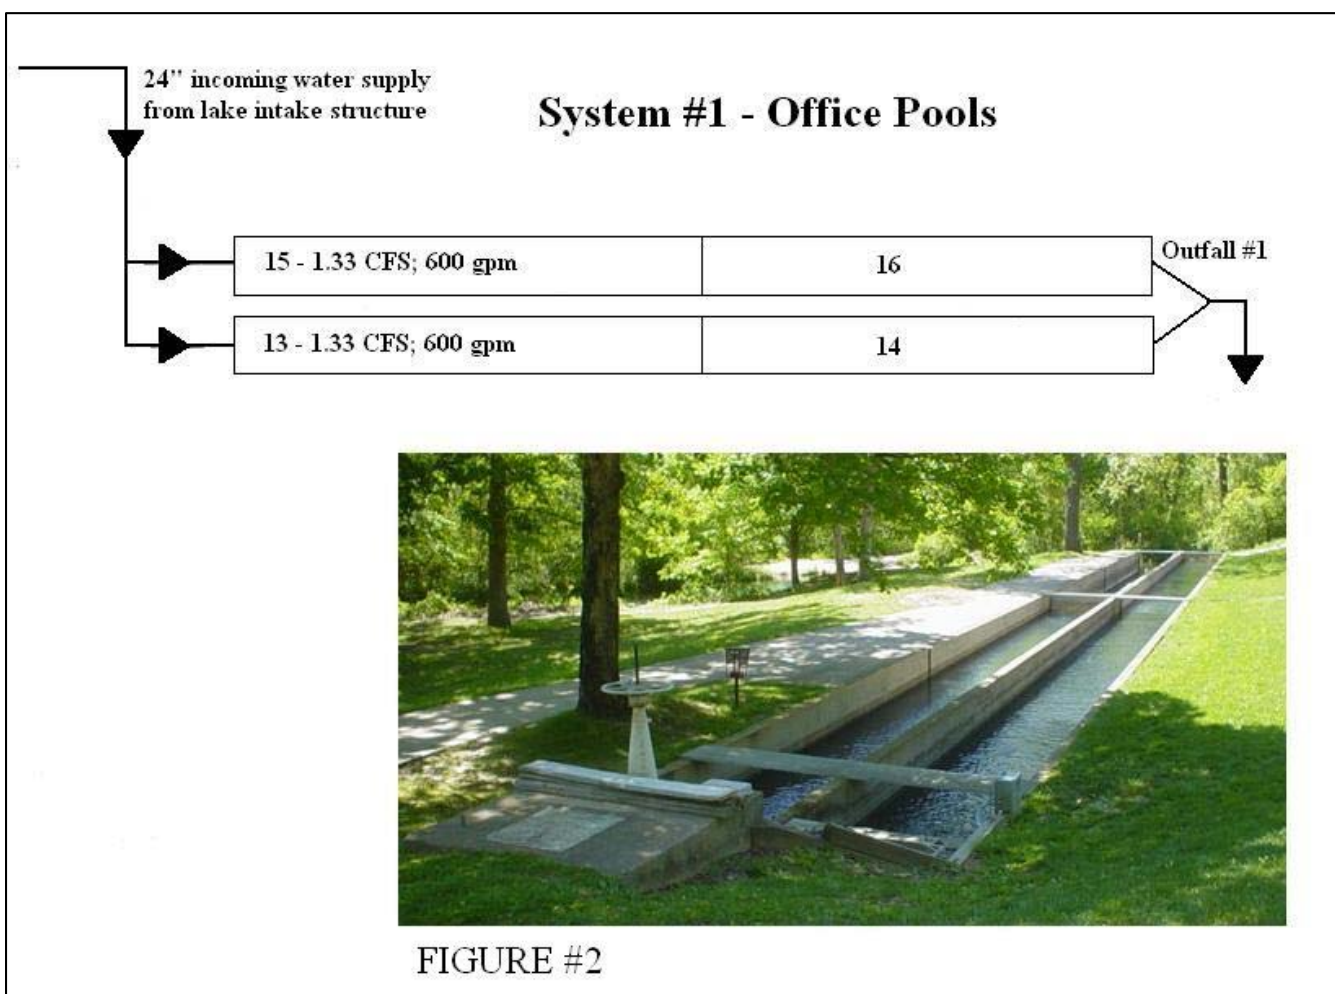 24" incoming water supply
from lake intake structure
System #1 - Office Pools
15 - 1.33 CFS; 600 gpm
16
Outfall #1
13 - 1.33 CFS; 600 gpm
14
FIGURE #2